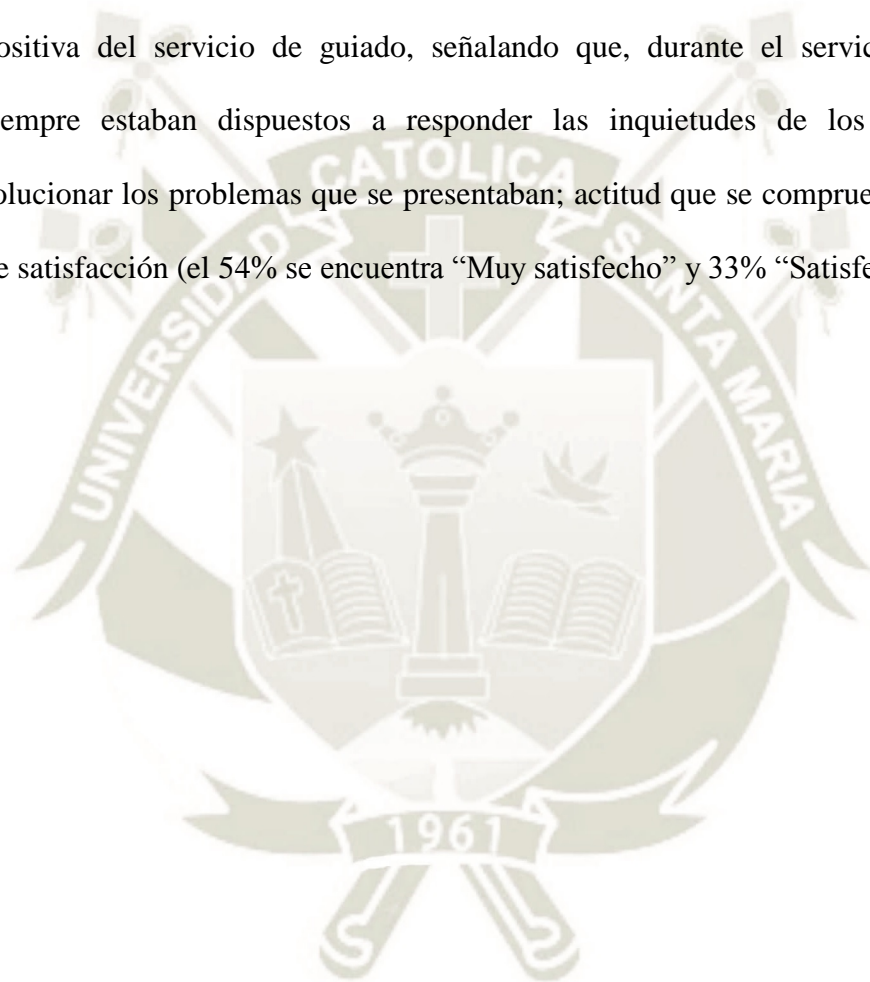 ositiva del servicio de guiado, señalando que, durante el servic
empre estaban dispuestos a responder las inquietudes de los
olucionar los problemas que se presentaban; actitud que se comprue
e satisfacción (el 54% se encuentra “Muy satisfecho” y 33% “Satisfe
UNIVERSIDAD CATOLICA SANTA MARIA
1961